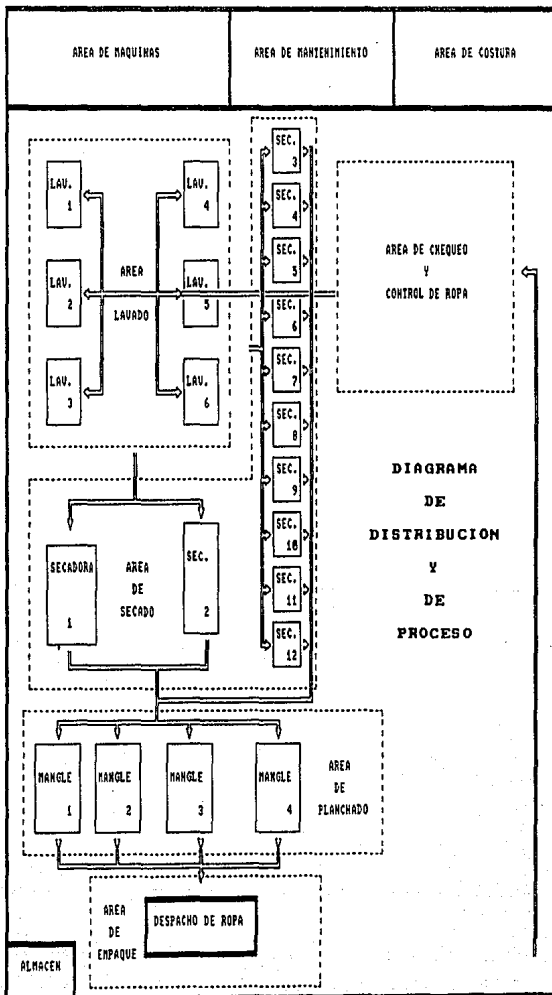 AREA DE MAQUINAS
AREA DE MANTENIMIENTO
AREA DE COSTURA
LAV.
1
LAV.
4
LAV.
2
AREA
LAVADO
LAV.
5
LAV.
3
LAV.
6
SEC.
3
SEC.
4
SEC.
5
SEC.
6
SEC.
7
SEC.
8
SEC.
9
SEC.
10
SEC.
11
SEC.
12
AREA DE CHEQUEO
Y
CONTROL DE ROPA
DIAGRAMA
DE
DISTRIBUCION
Y
DE
PROCESO
SECADORA
1
AREA
DE
SECADO
SEC.
2
MANGLE
1
MANGLE
2
MANGLE
3
MANGLE
4
AREA
DE
PLANCHADO
AREA
DE
EMPAQUE
DESPACHO DE ROPA
ALMACEN